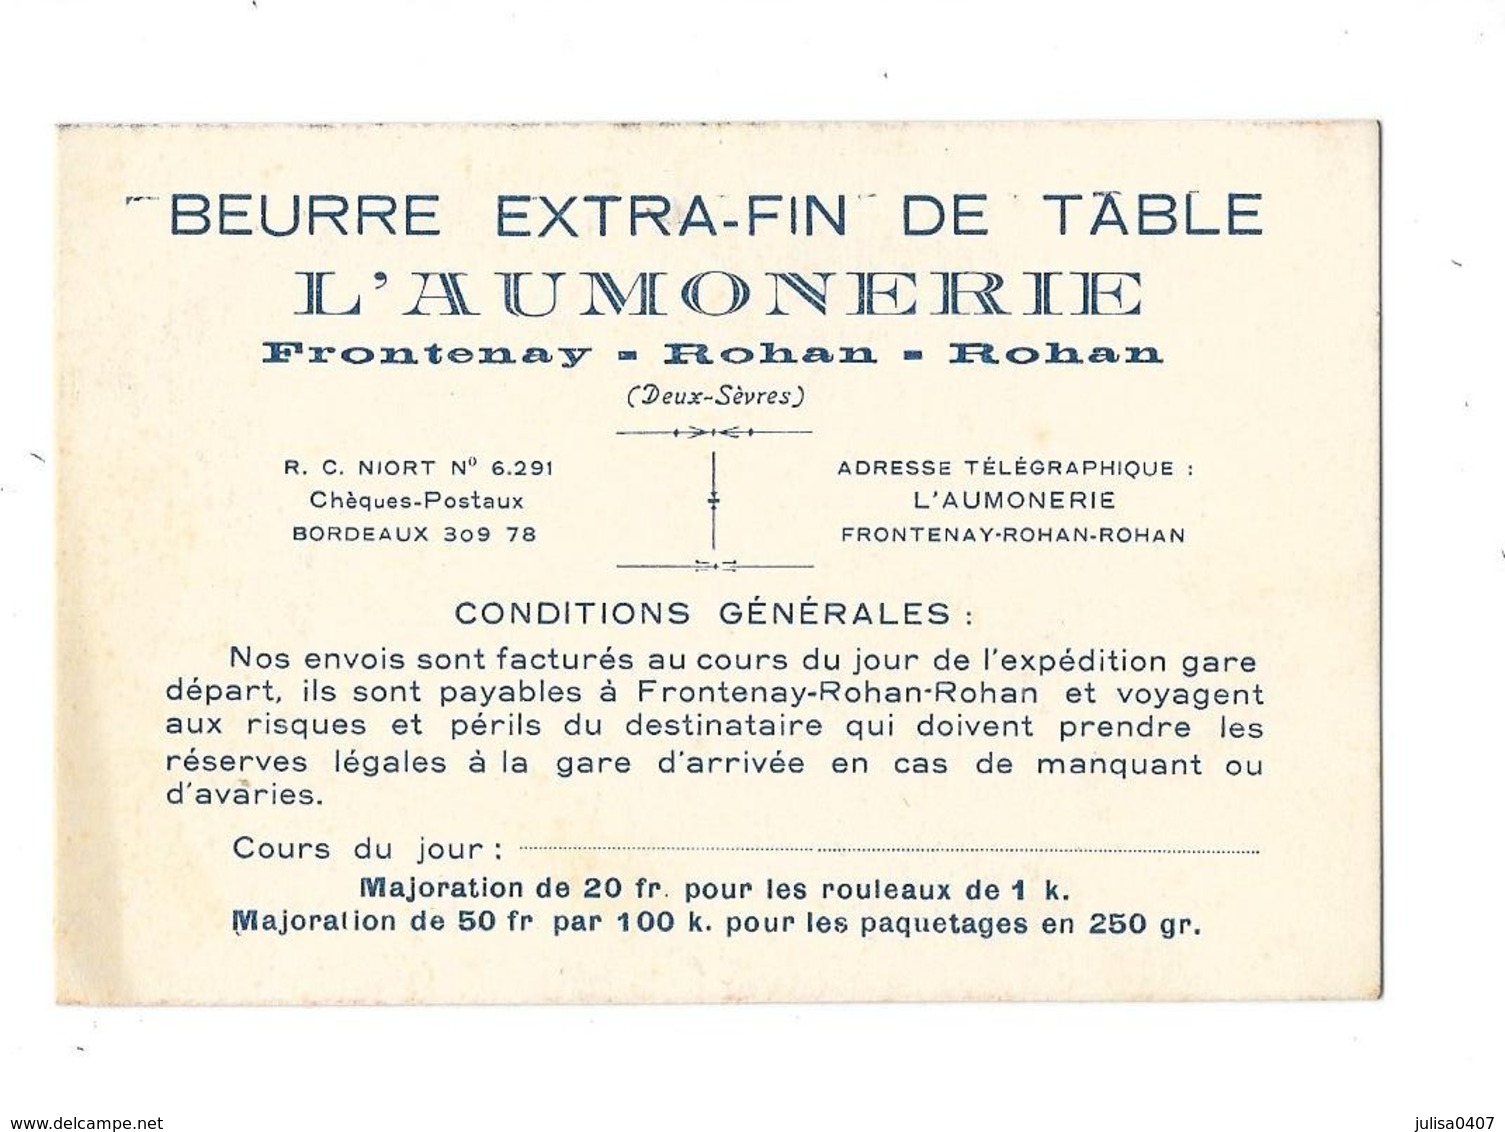 BEURRE EXTRA-FIN DE TABLE
L'AUMONERIE
Frontenay - Rohan - Rohan
(Deux-Sèvres)
R. C. NIORT Nº 6.291
Chèques-Postaux
BORDEAUX 309 78
ADRESSE TÉLÉGRAPHIQUE :
L'AUMONERIE
FRONTENAY-ROHAN-ROHAN
CONDITIONS GÉNÉRALES :
Nos envois sont facturés au cours du jour de l'expédition gare
départ, ils sont payables à Frontenay-Rohan-Rohan et voyagent
aux risques et périls du destinataire qui doivent prendre les
réserves légales à la gare d'arrivée en cas de manquant ou
d'avaries.
Cours du jour :
Majoration de 20 fr. pour les rouleaux de 1 k.
Majoration de 50 fr par 100 k. pour les paquetages en 250 gr.
www.delcampe.net
julisa0407